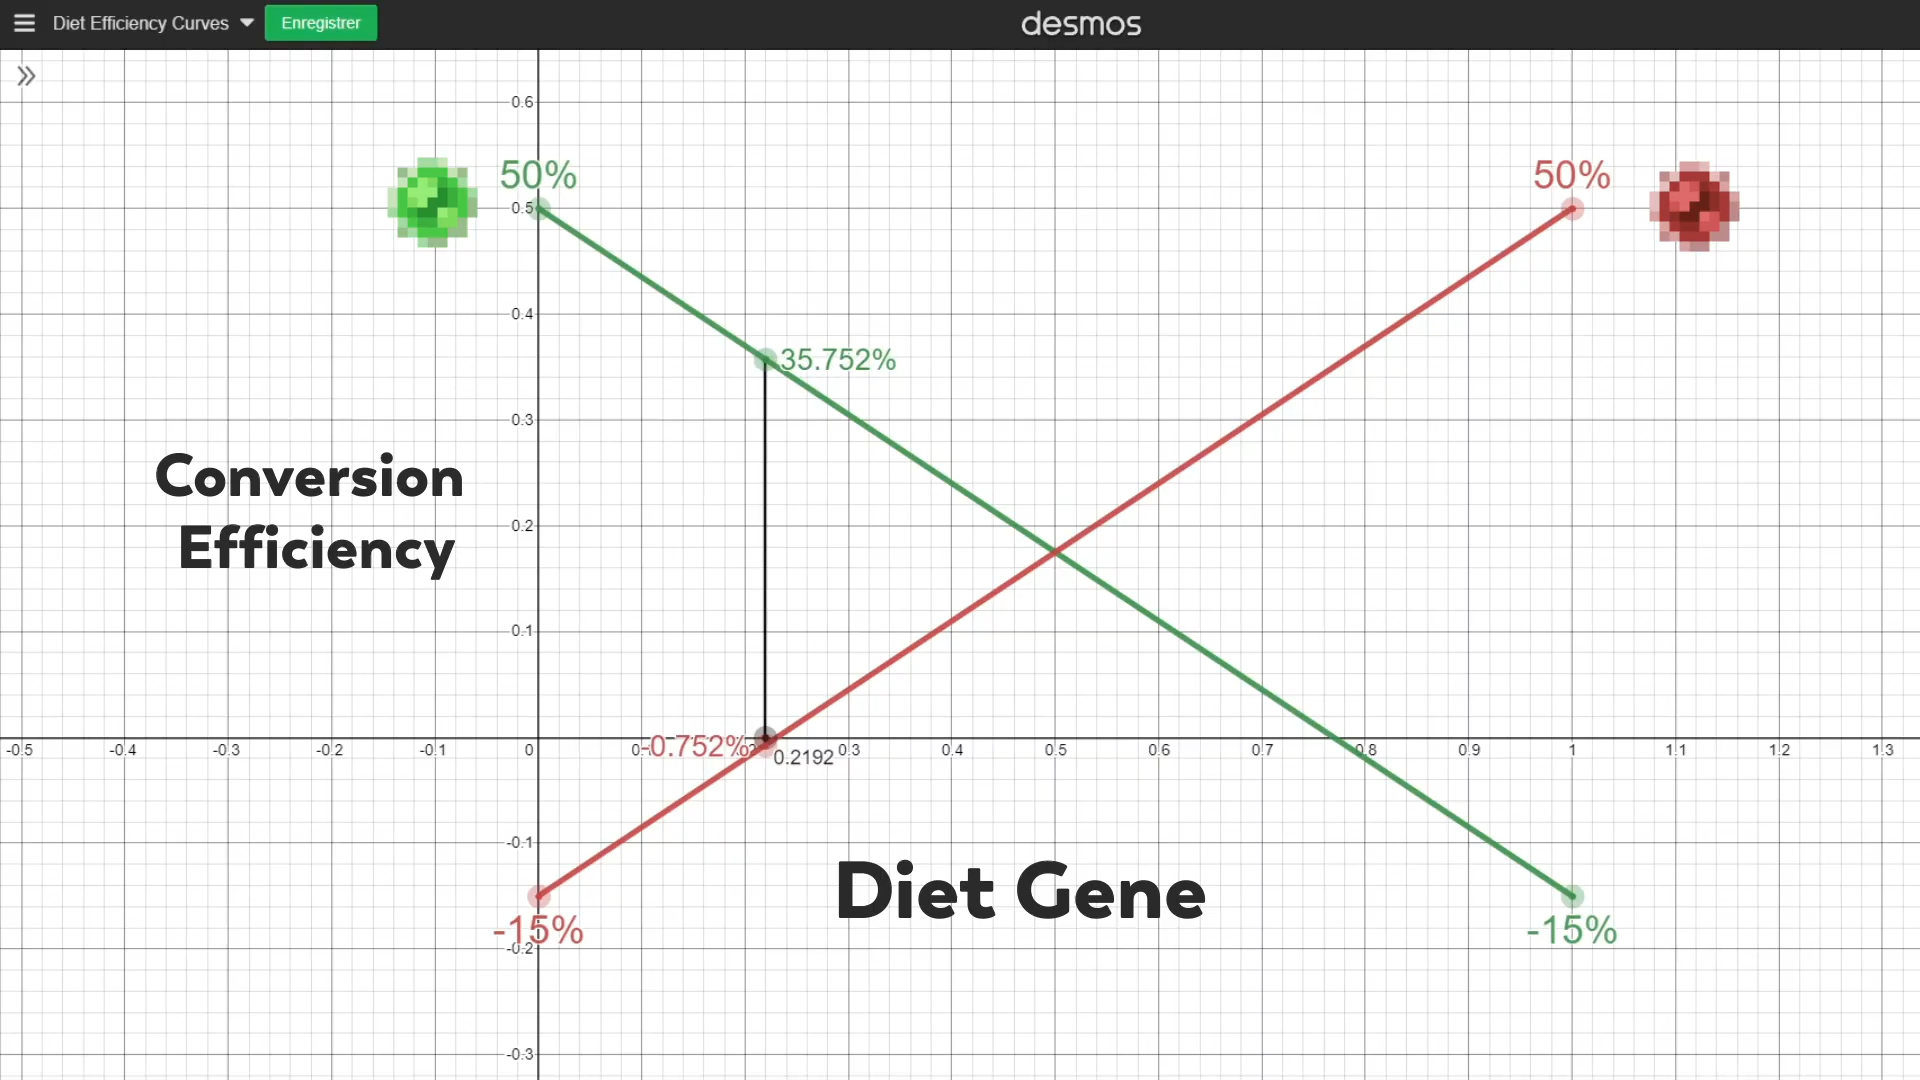 Diet Efficiency Curves
Enregistrer
desmos
0.6
50%
50%
0.5
0.4
35.752%
0.3
Conversion
Efficiency
0.2
0.1
-0.752%
-0.5 -0.4 -0.3 -0.2 -0.1 0 0.3 0.4 0.5 0.6 0.7 0.8 0.9 1 1.1 1.2 1.3
0.2192
-0.1
Diet Gene
-15%
-15%
-0.2
-0.3